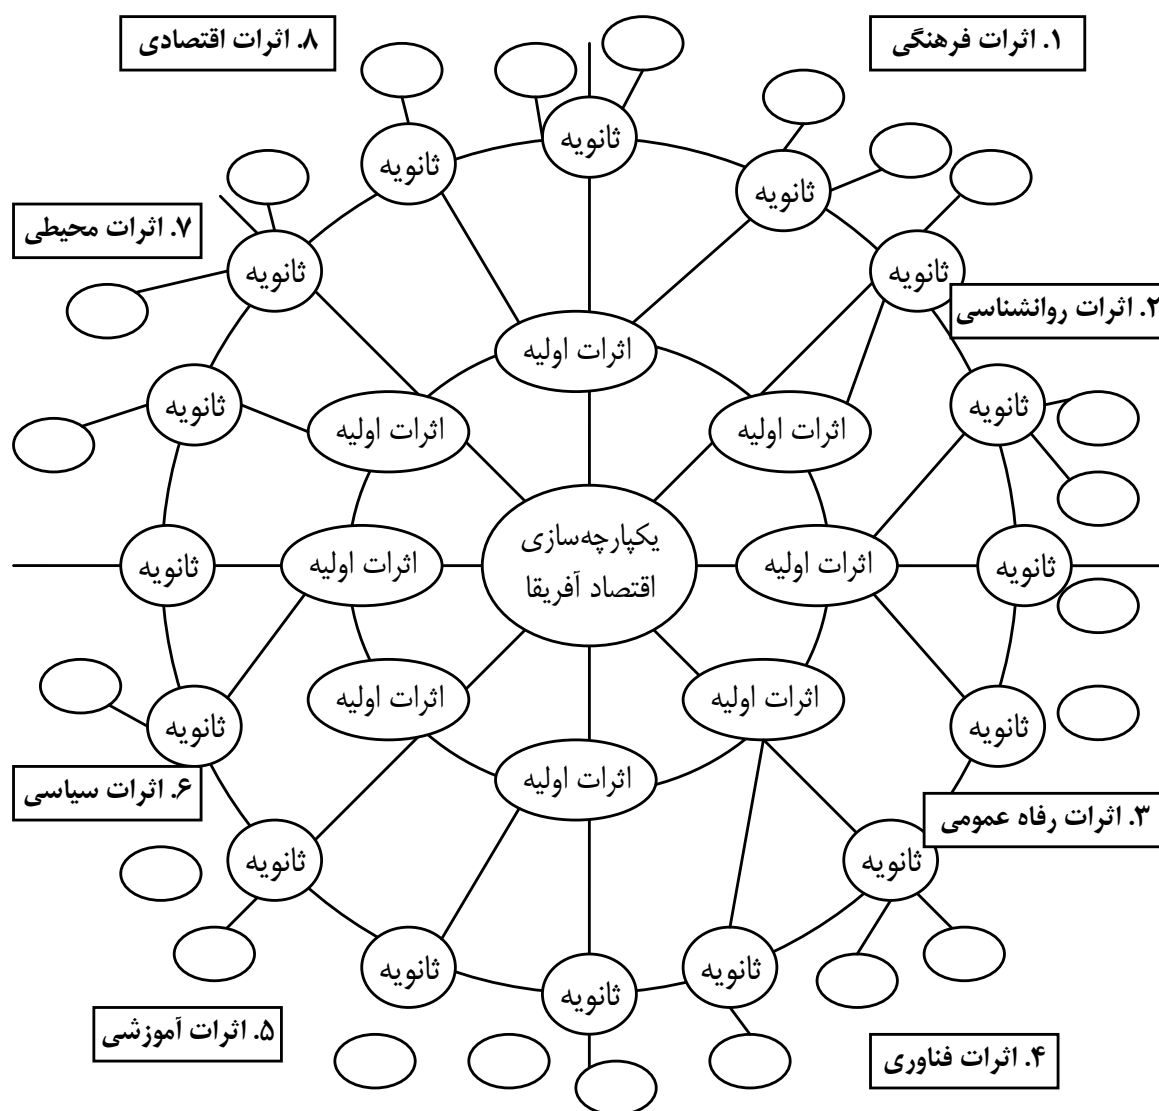 ۱. اثرات فرهنگی
۸. اثرات اقتصادی
ثانویه
ثانویه
ثانویه
۷. اثرات محیطی
ثانویه
ثانویه
۲. اثرات روانشناسی
اثرات اولیه
ثانویه
ثانویه
اثرات اولیه
اثرات اولیه
یکپارچه‌سازی
اقتصاد آفریقا
ثانویه
اثرات اولیه
اثرات اولیه
ثانویه
اثرات اولیه
اثرات اولیه
ثانویه
ثانویه
اثرات اولیه
۶. اثرات سیاسی
۳. اثرات رفاه عمومی
ثانویه
ثانویه
ثانویه
ثانویه
ثانویه
۵. اثرات آموزشی
۴. اثرات فناوری